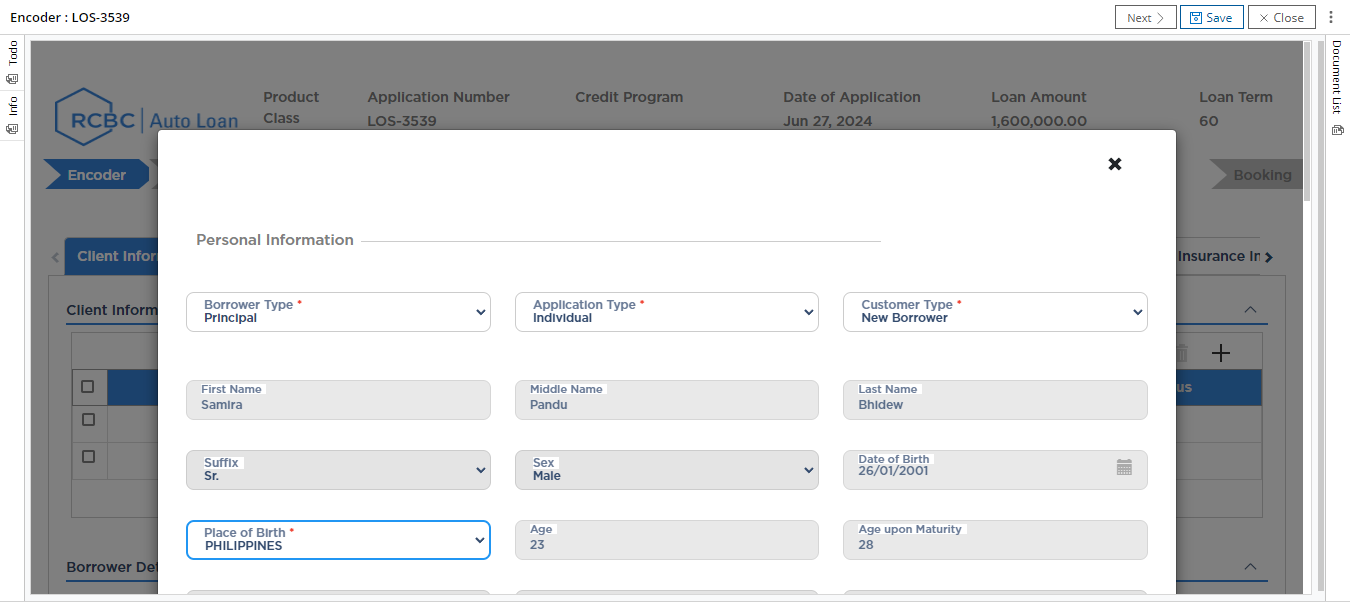 Encoder : LOS-3539
Next
Save
Close
Todo
Info
Document List
RCBC Auto Loan
Product Class
Application Number
LOS-3539
Credit Program
Date of Application
Jun 27, 2024
Loan Amount
1,600,000.00
Loan Term
60
Encoder
Booking
Client Infor
Insurance In
Client Inform
us
Borrower Det
Personal Information
Borrower Type *
Principal
Application Type *
Individual
Customer Type *
New Borrower
First Name
Samira
Middle Name
Pandu
Last Name
Bhidew
Suffix
Sr.
Sex
Male
Date of Birth
26/01/2001
Place of Birth *
PHILIPPINES
Age
23
Age upon Maturity
28